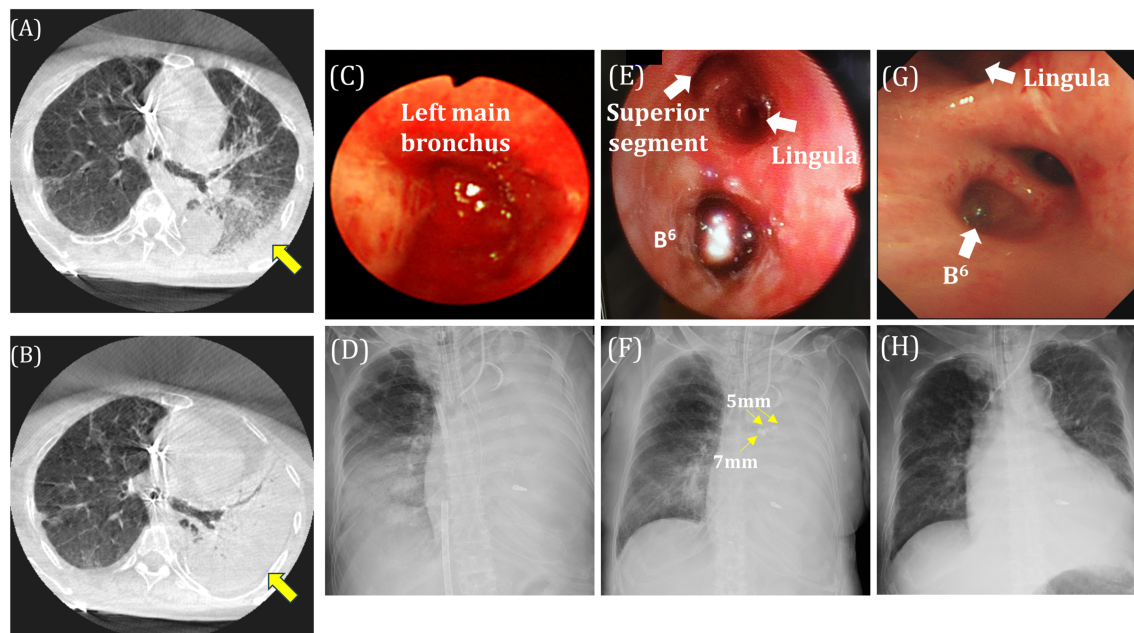 (A)
(B)
(C)
Left main
bronchus
(D)
(E)
Superior
segment
Lingula
B⁶
(F)
5mm
7mm
(G)
Lingula
B⁶
(H)